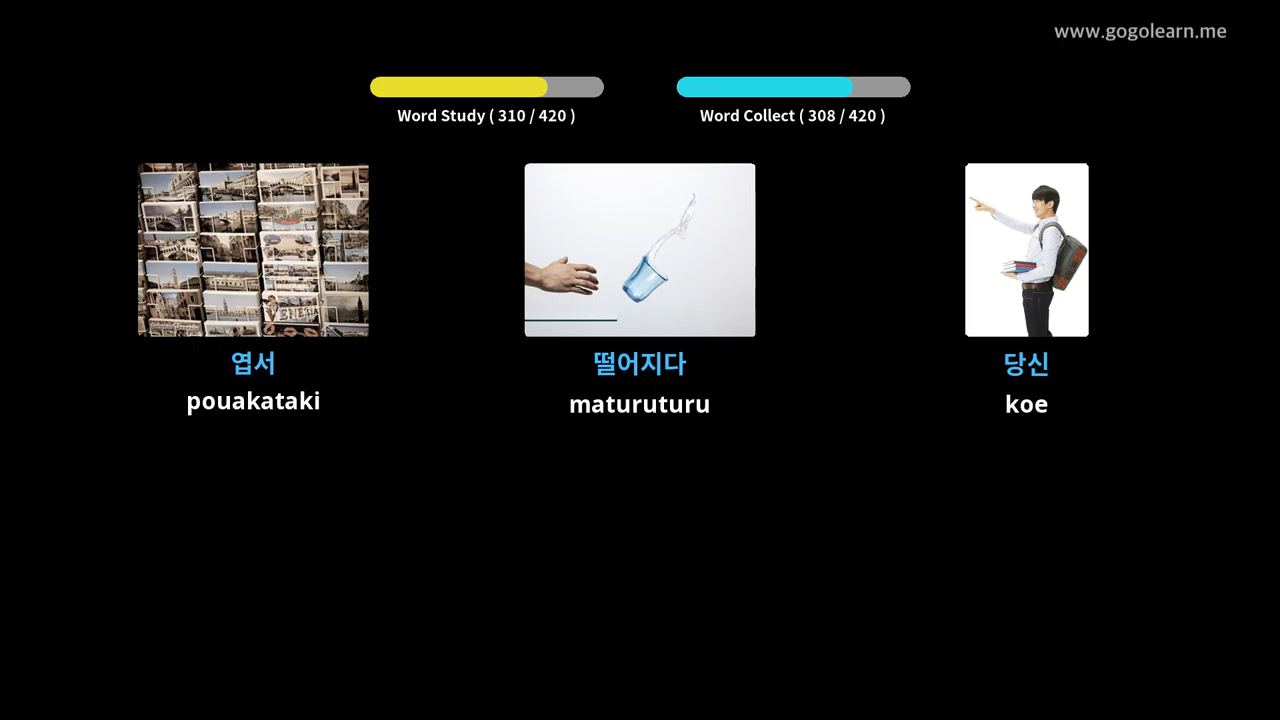 www.gogolearn.me
Word Study ( 310 / 420 )
Word Collect ( 308 / 420 )
엽서
떨어지다
당신
pouakataki
maturuturu
koe